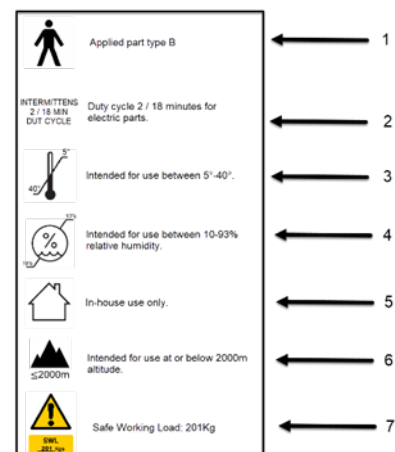 Applied part type B
1
INTERMITTENS
2 / 18 MIN
DUT CYCLE
Duty cycle 2 / 18 minutes for
electric parts.
2
5°
40°
Intended for use between 5°-40°.
3
93%
%
10%
Intended for use between 10-93%
relative humidity.
4
In-house use only.
5
≤2000m
Intended for use at or below 2000m
altitude.
6
SWL
201 Kgs
Safe Working Load: 201Kg
7